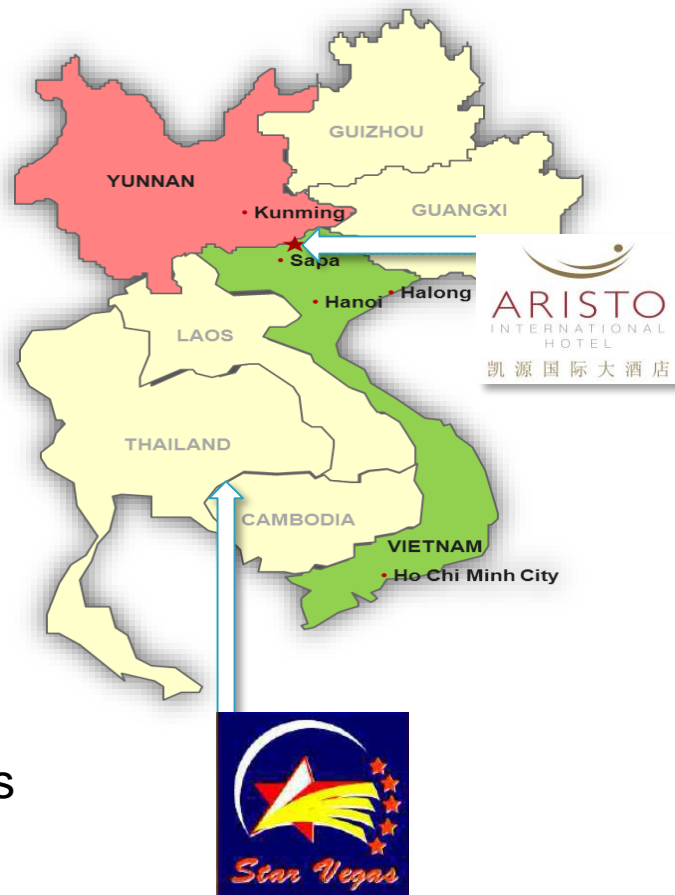 GUIZHOU
YUNNAN
Kunming
GUANGXI
Sapa
Hanoi
Halong
ARISTO
INTERNATIONAL
HOTEL
凯源国际大酒店
LAOS
THAILAND
CAMBODIA
VIETNAM
Ho Chi Minh City
s
Star Vegas